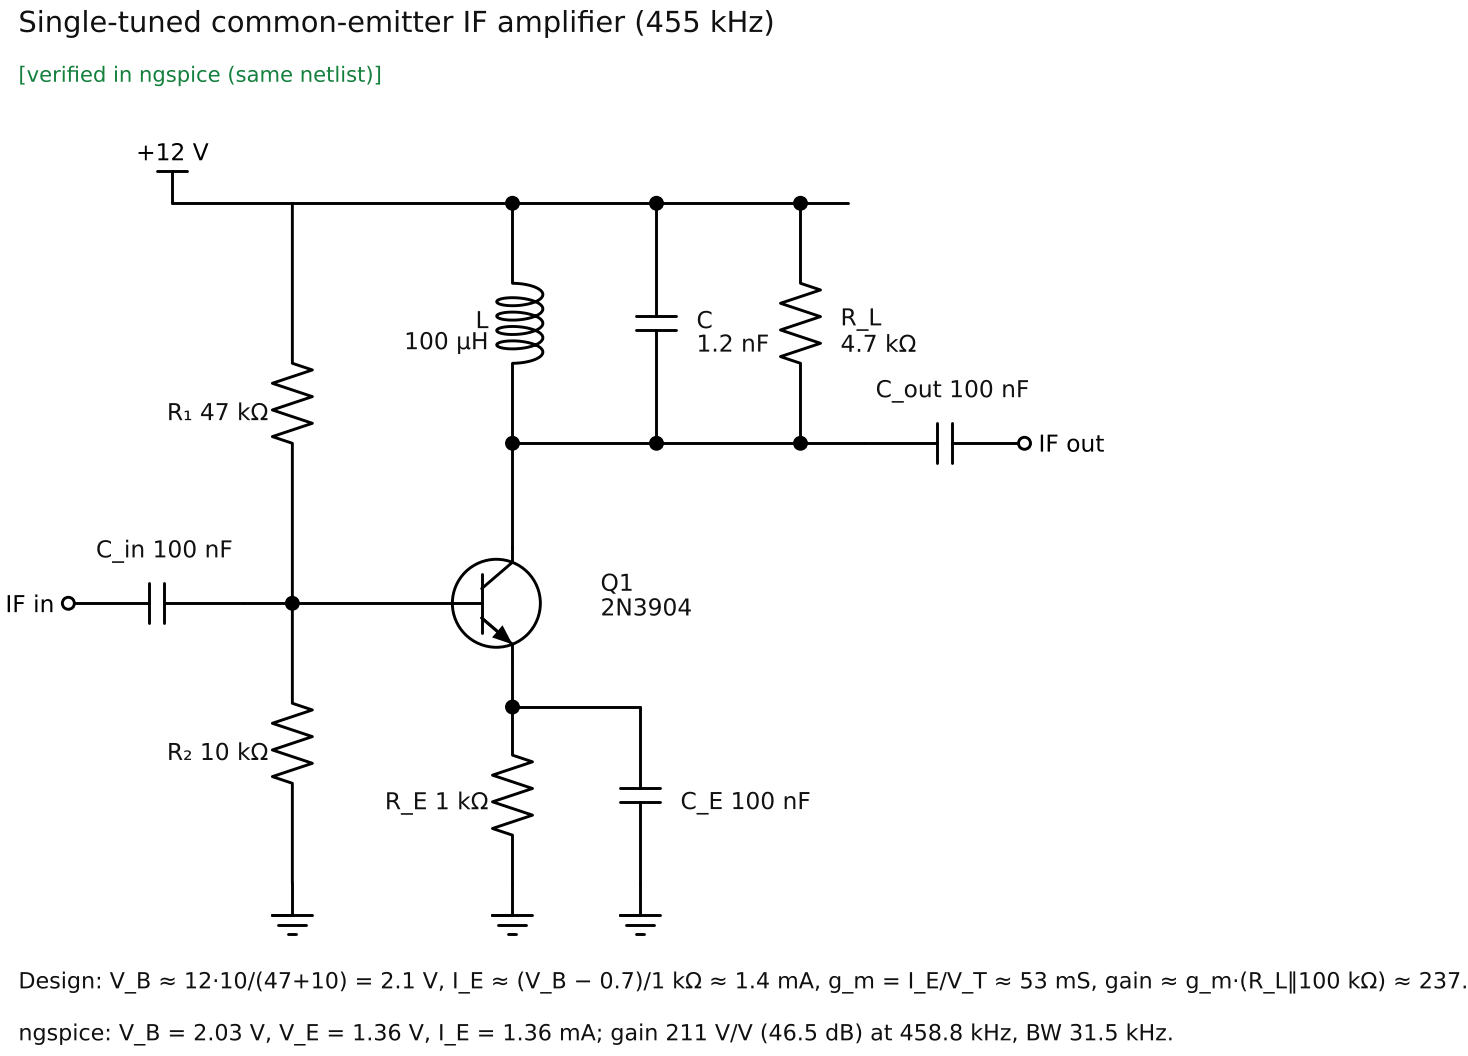 Single-tuned common-emitter IF amplifier (455 kHz)
[verified in ngspice (same netlist)]
+12 V
L
100 µH
C
1.2 nF
R_L
4.7 kΩ
C_out 100 nF
R₁ 47 kΩ
IF out
C_in 100 nF
Q1
2N3904
IF in
R₂ 10 kΩ
R_E 1 kΩ
C_E 100 nF
Design: V_B ≈ 12·10/(47+10) = 2.1 V, I_E ≈ (V_B − 0.7)/1 kΩ ≈ 1.4 mA, g_m = I_E/V_T ≈ 53 mS, gain ≈ g_m·(R_L∥100 kΩ) ≈ 237.
ngspice: V_B = 2.03 V, V_E = 1.36 V, I_E = 1.36 mA; gain 211 V/V (46.5 dB) at 458.8 kHz, BW 31.5 kHz.